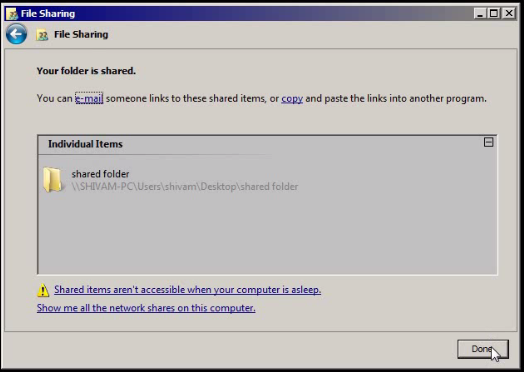 File Sharing
File Sharing
Your folder is shared.
You can e-mail someone links to these shared items, or copy and paste the links into another program.
Individual Items
shared folder
\\SHIVAM-PC\Users\shivam\Desktop\shared folder
Shared items aren't accessible when your computer is asleep.
Show me all the network shares on this computer.
Done